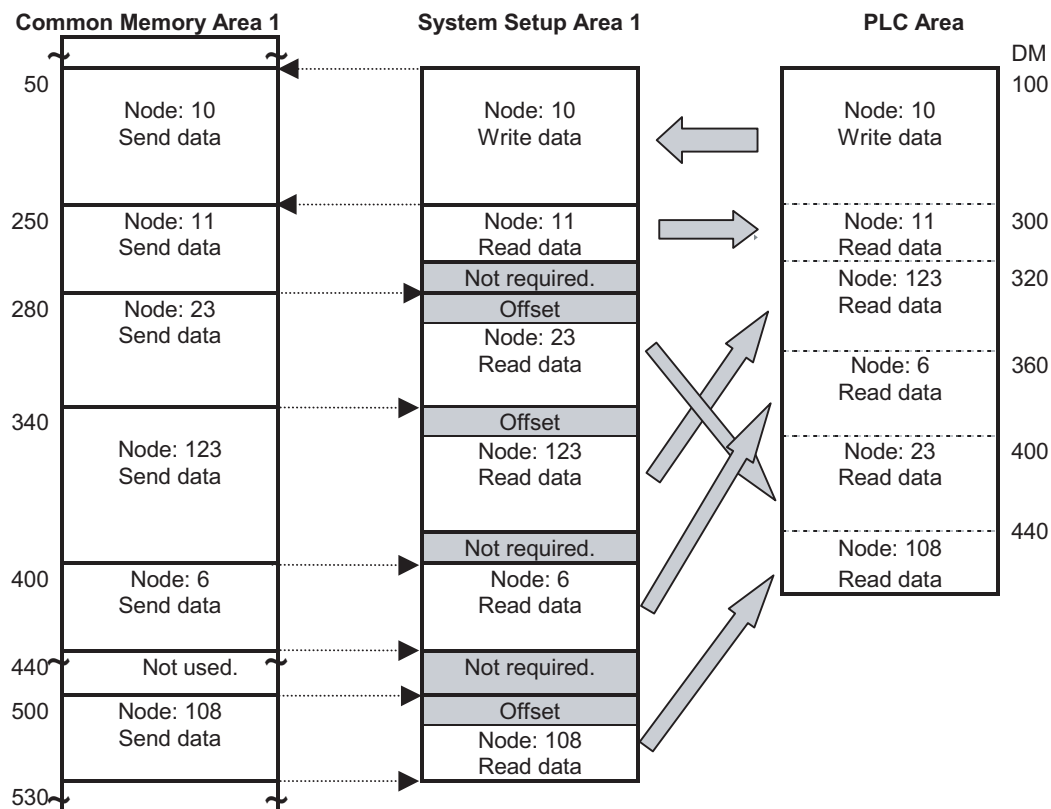 Common Memory Area 1
50
Node: 10
Send data
250
Node: 11
Send data
280
Node: 23
Send data
340
Node: 123
Send data
400
Node: 6
Send data
440
Not used.
500
Node: 108
Send data
530
System Setup Area 1
Node: 10
Write data
Node: 11
Read data
Not required.
Offset
Node: 23
Read data
Offset
Node: 123
Read data
Not required.
Node: 6
Read data
Not required.
Offset
Node: 108
Read data
PLC Area
DM
100
Node: 10
Write data
300
Node: 11
Read data
320
Node: 123
Read data
360
Node: 6
Read data
400
Node: 23
Read data
440
Node: 108
Read data